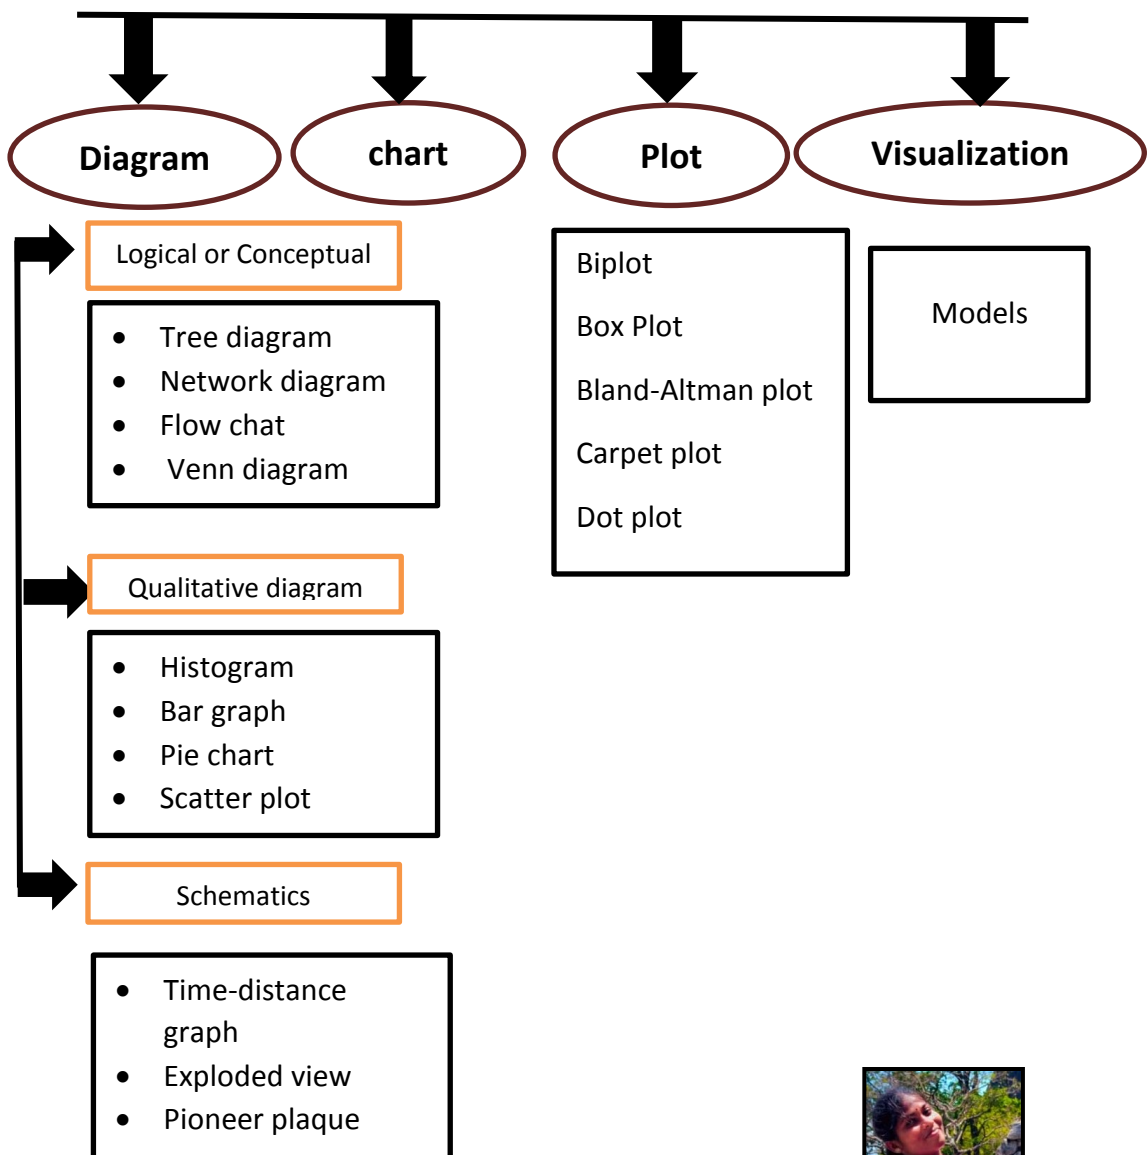 Diagram
chart
Plot
Visualization
Logical or Conceptual
• Tree diagram
• Network diagram
• Flow chat
• Venn diagram
Qualitative diagram
• Histogram
• Bar graph
• Pie chart
• Scatter plot
Schematics
• Time-distance
graph
• Exploded view
• Pioneer plaque
Biplot
Box Plot
Bland-Altman plot
Carpet plot
Dot plot
Models